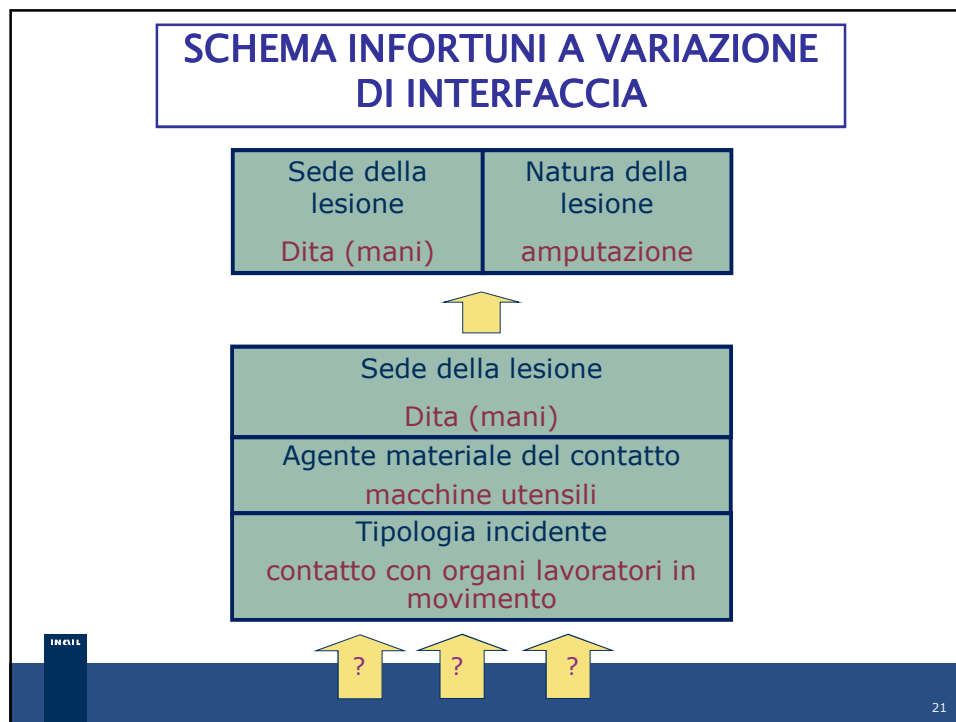 SCHEMA INFORTUNI A VARIAZIONE
DI INTERFACCIA
Sede della
lesione
Dita (mani)
Natura della
lesione
amputazione
Sede della lesione
Dita (mani)
Agente materiale del contatto
macchine utensili
Tipologia incidente
contatto con organi lavoratori in
movimento
? ? ?
INAIL
21